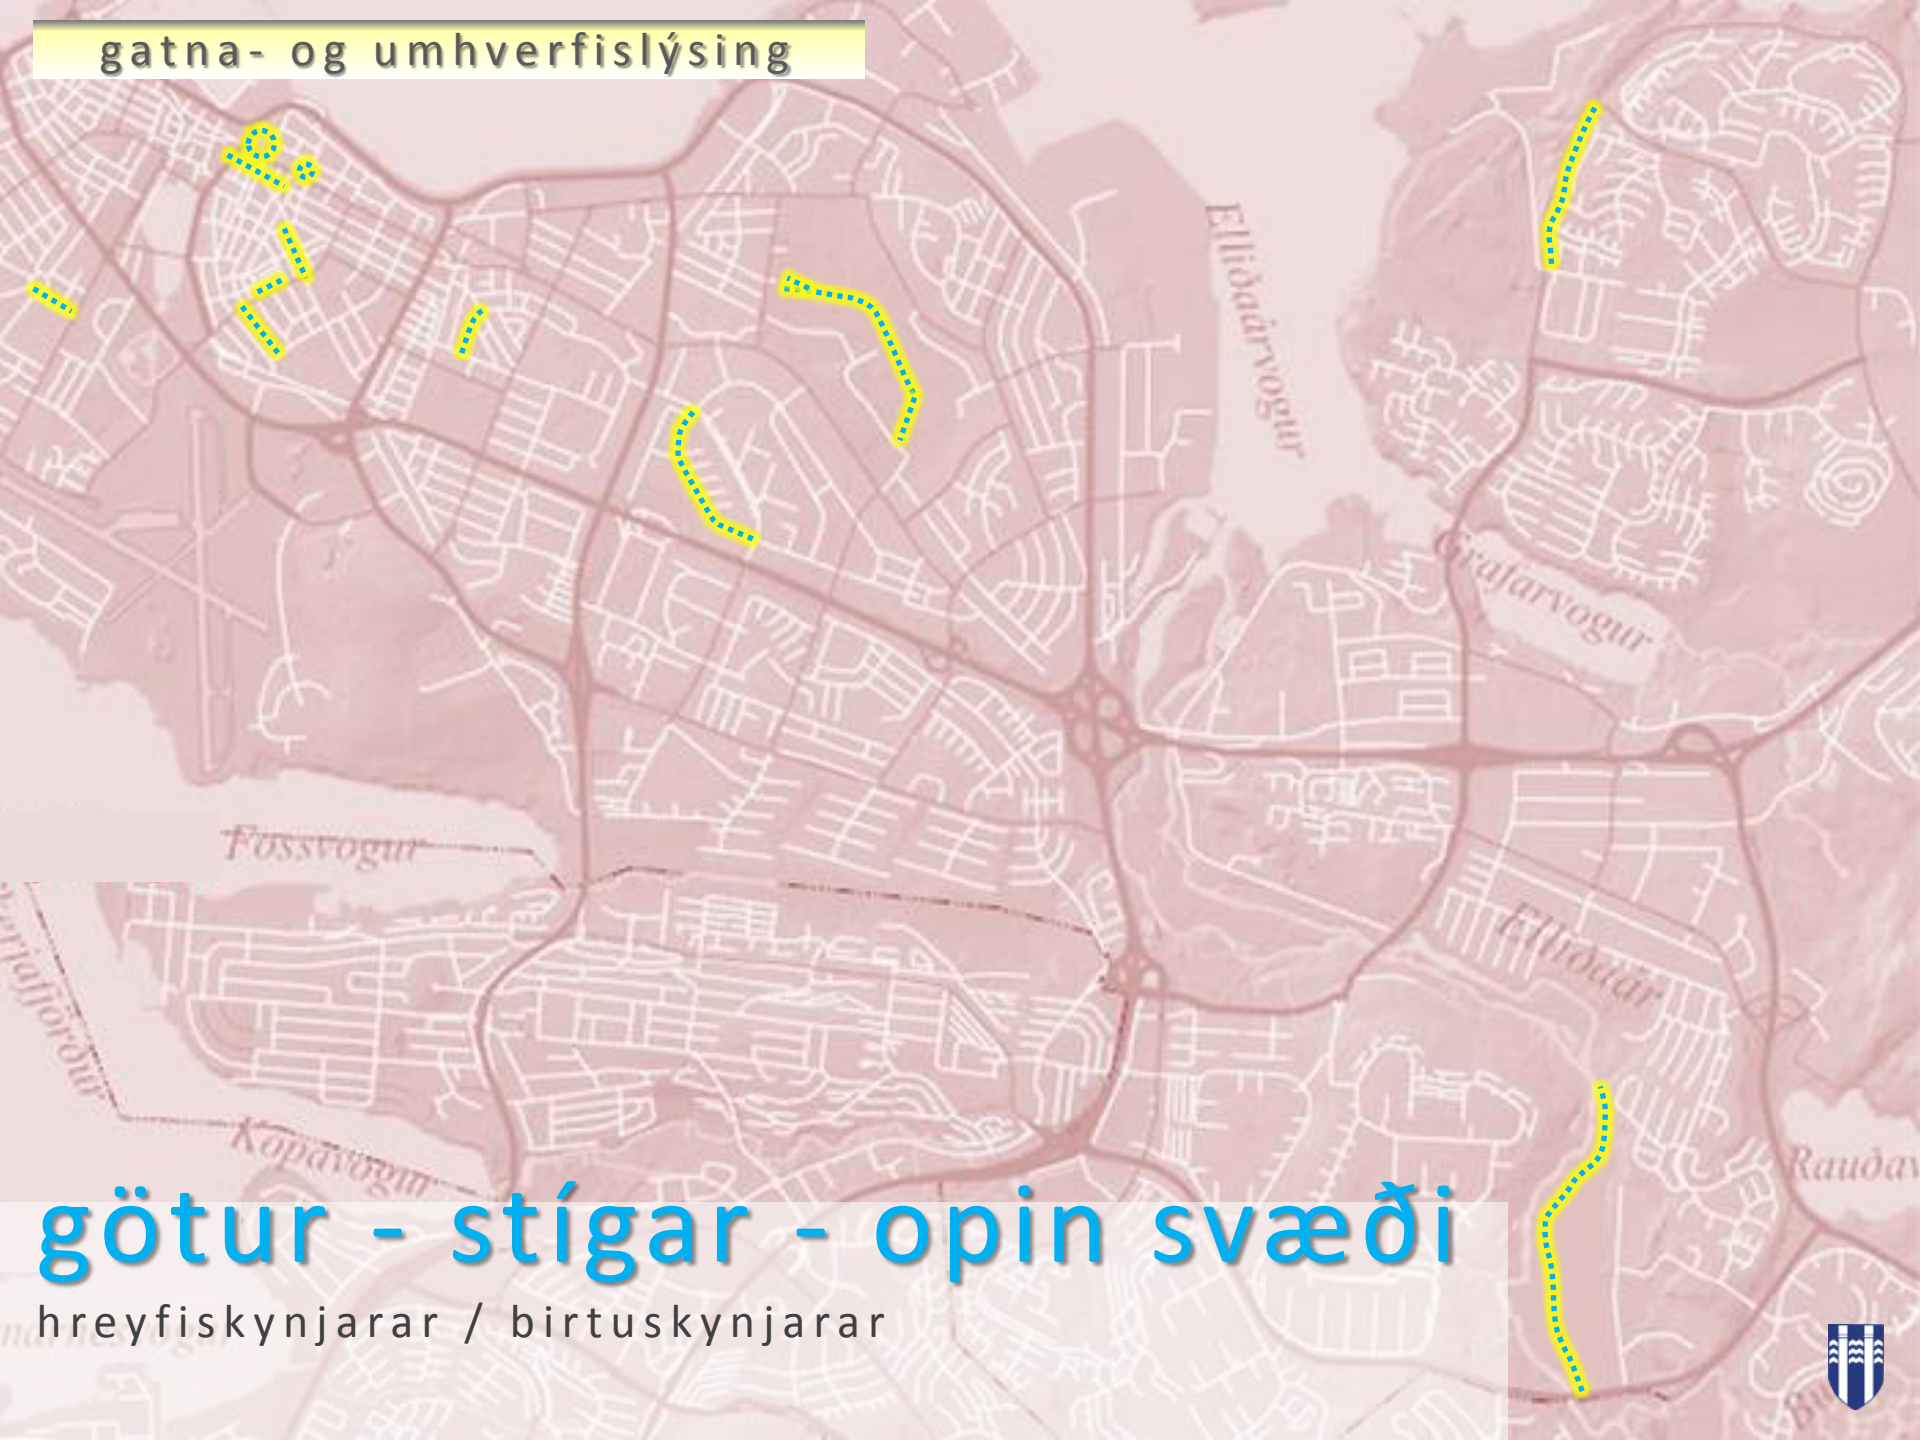 gatna- og umhverfislýsing
Elliðaárvogur
Grafarvogur
Fossvogur
Elliðaár
Kópavogur
götur - stígar - opin svæði
hreyfiskynjarar / birtuskynjarar